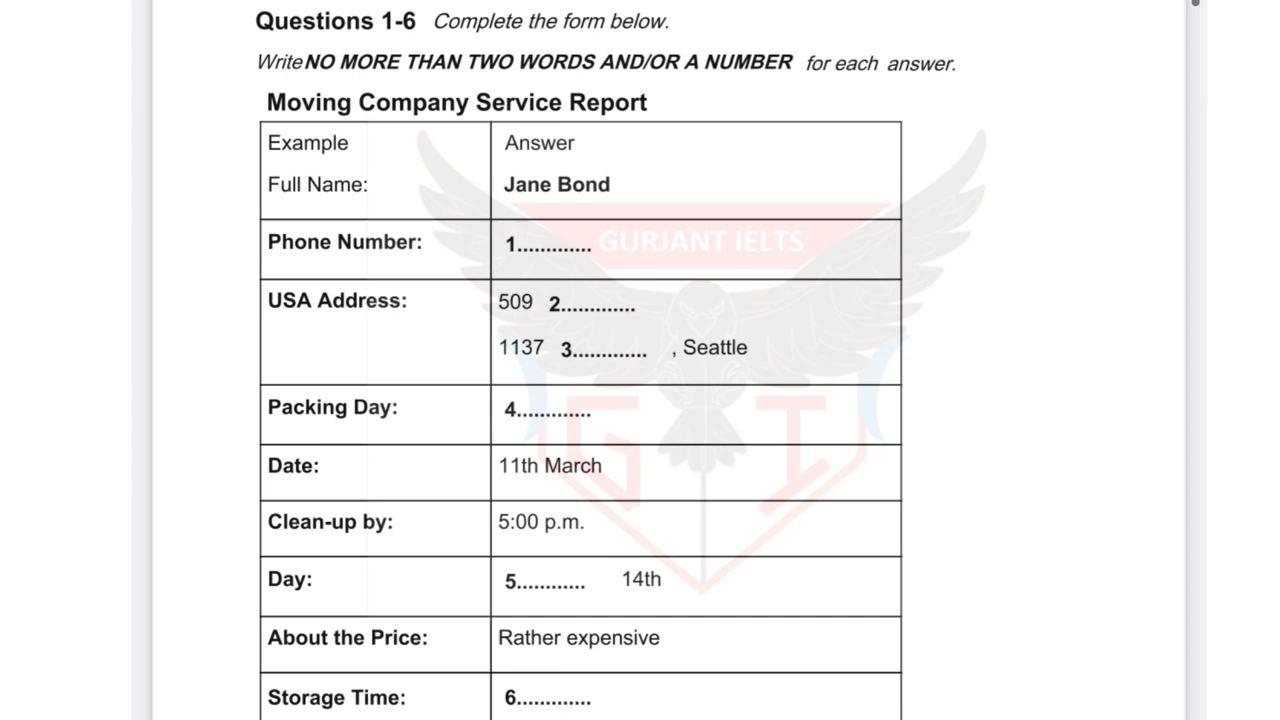 Questions 1-6 Complete the form below.
Write NO MORE THAN TWO WORDS AND/OR A NUMBER for each answer.
Moving Company Service Report
Example Answer
Full Name: Jane Bond
Phone Number: 1.............
GURJANT IELTS
USA Address: 509 2.............
1137 3............. , Seattle
Packing Day: 4.............
G I
Date: 11th March
Clean-up by: 5:00 p.m.
Day: 5............ 14th
About the Price: Rather expensive
Storage Time: 6.............